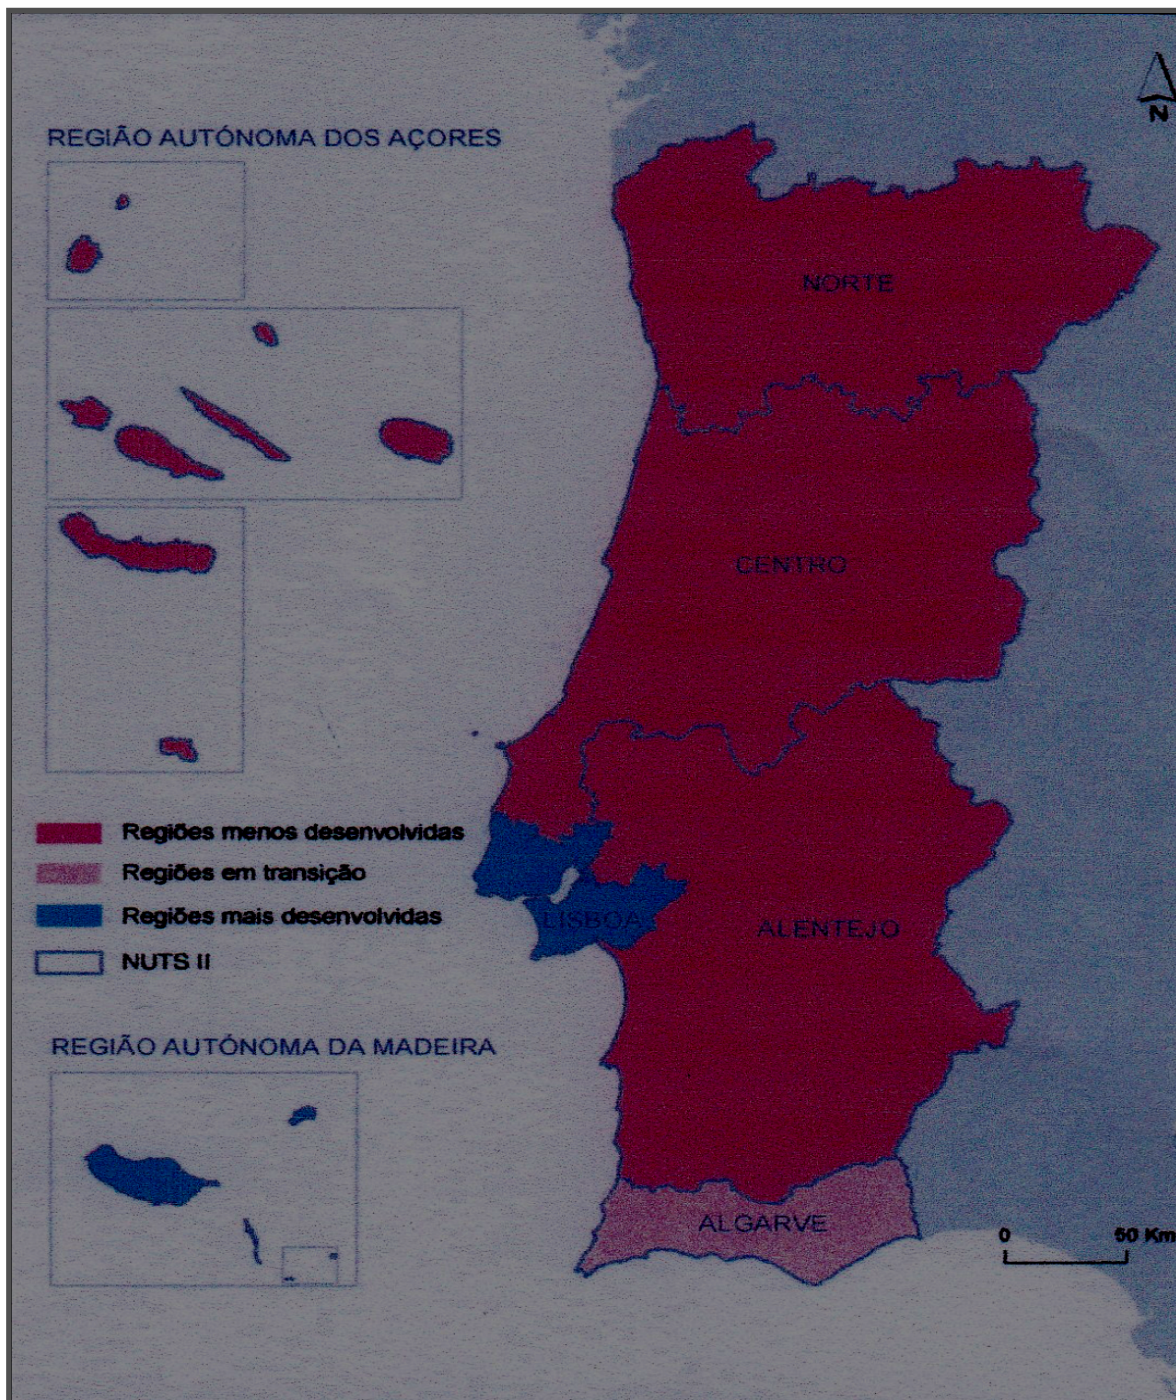 N
REGIÃO AUTÓNOMA DOS AÇORES
NORTE
CENTRO
Regiões menos desenvolvidas
Regiões em transição
Regiões mais desenvolvidas
NUTS II
LISBOA
ALENTEJO
REGIÃO AUTÓNOMA DA MADEIRA
ALGARVE
0 50 Km